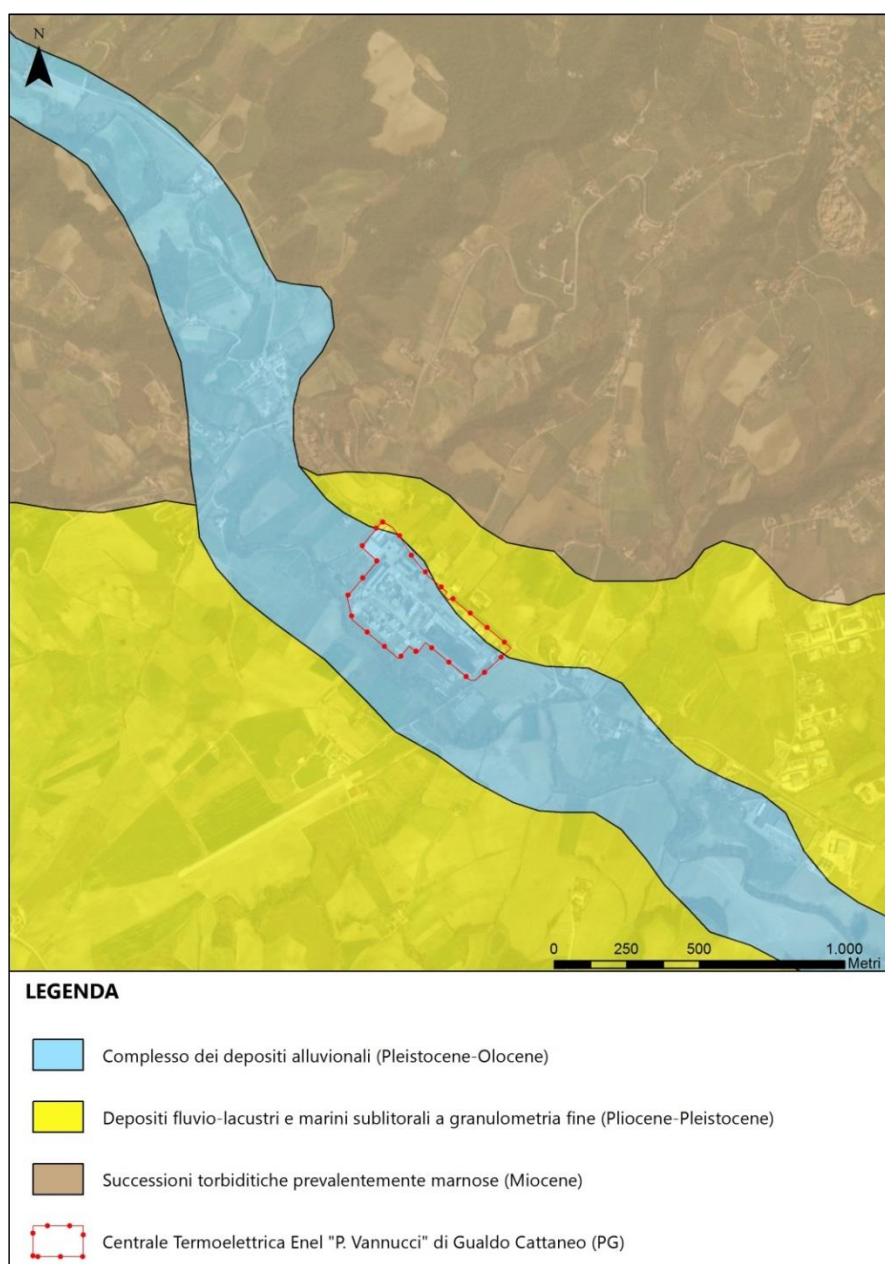 N
0 250 500 1.000
Metri
LEGENDA
Complesso dei depositi alluvionali (Pleistocene-Olocene)
Depositi fluvio-lacustri e marini sublitorali a granulometria fine (Pliocene-Pleistocene)
Successioni torbiditiche prevalentemente marnose (Miocene)
Centrale Termoelettrica Enel "P. Vannucci" di Gualdo Cattaneo (PG)